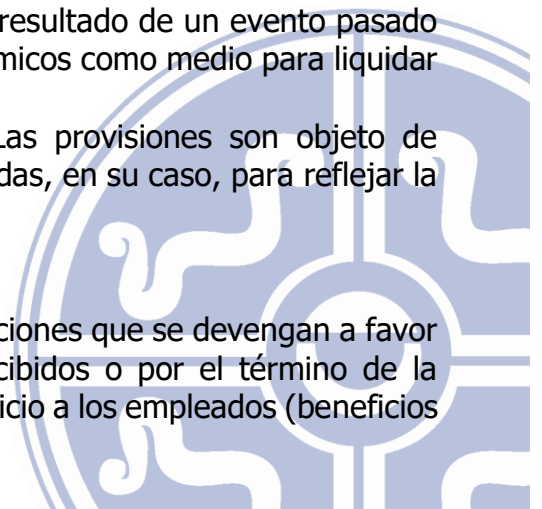 resultado de un evento pasado
micos como medio para liquidar
Las provisiones son objeto de
das, en su caso, para reflejar la
ciones que se devengan a favor
cibidos o por el término de la
icio a los empleados (beneficios